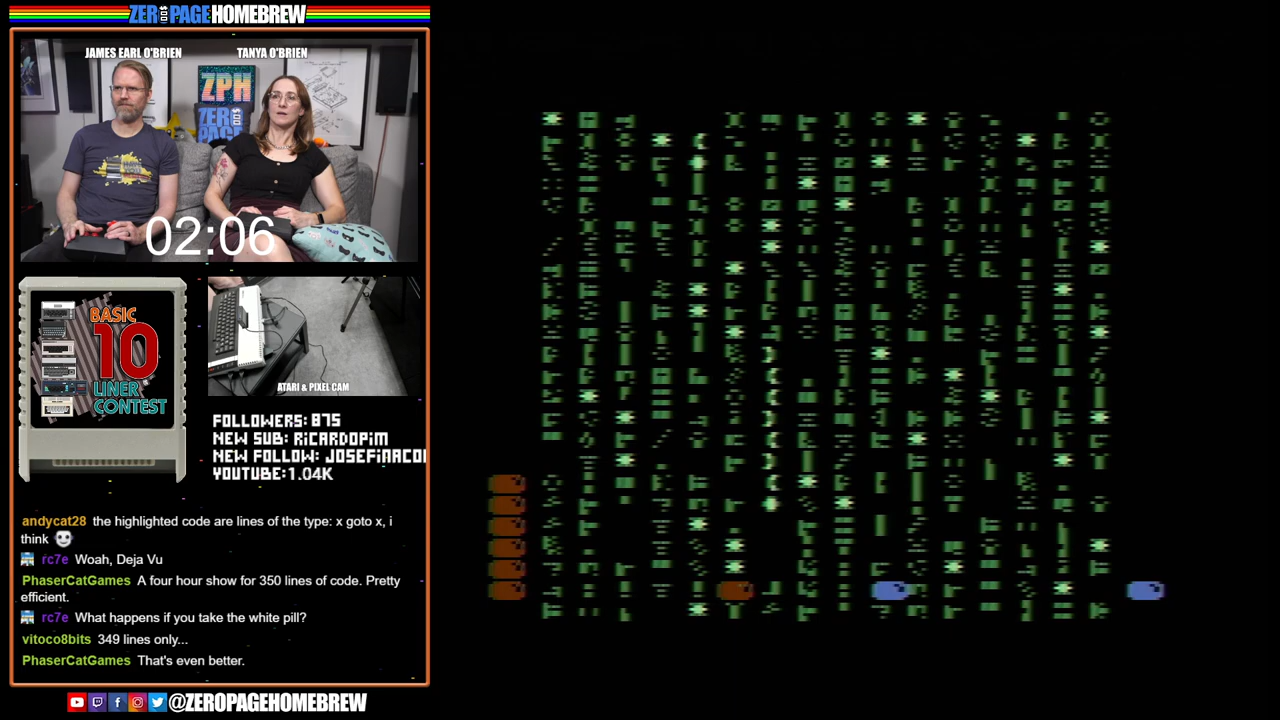 ZEROPAGE HOMEBREW
JAMES EARL O'BRIEN
TANYA O'BRIEN
ZPH
ZERO
PAGE
02:06
BASIC
10
LINER
CONTEST
ATARI & PIXEL CAM
FOLLOWERS: 875
NEW SUB: RICARDOPIM
NEW FOLLOW: JOSEFINACO
YOUTUBE:1.04K
andycat28 the highlighted code are lines of the type: x goto x, i
think
rc7e Woah, Deja Vu
PhaserCatGames A four hour show for 350 lines of code. Pretty
efficient.
rc7e What happens if you take the white pill?
vitoco8bits 349 lines only...
PhaserCatGames That's even better.
@ZEROPAGEHOMEBREW